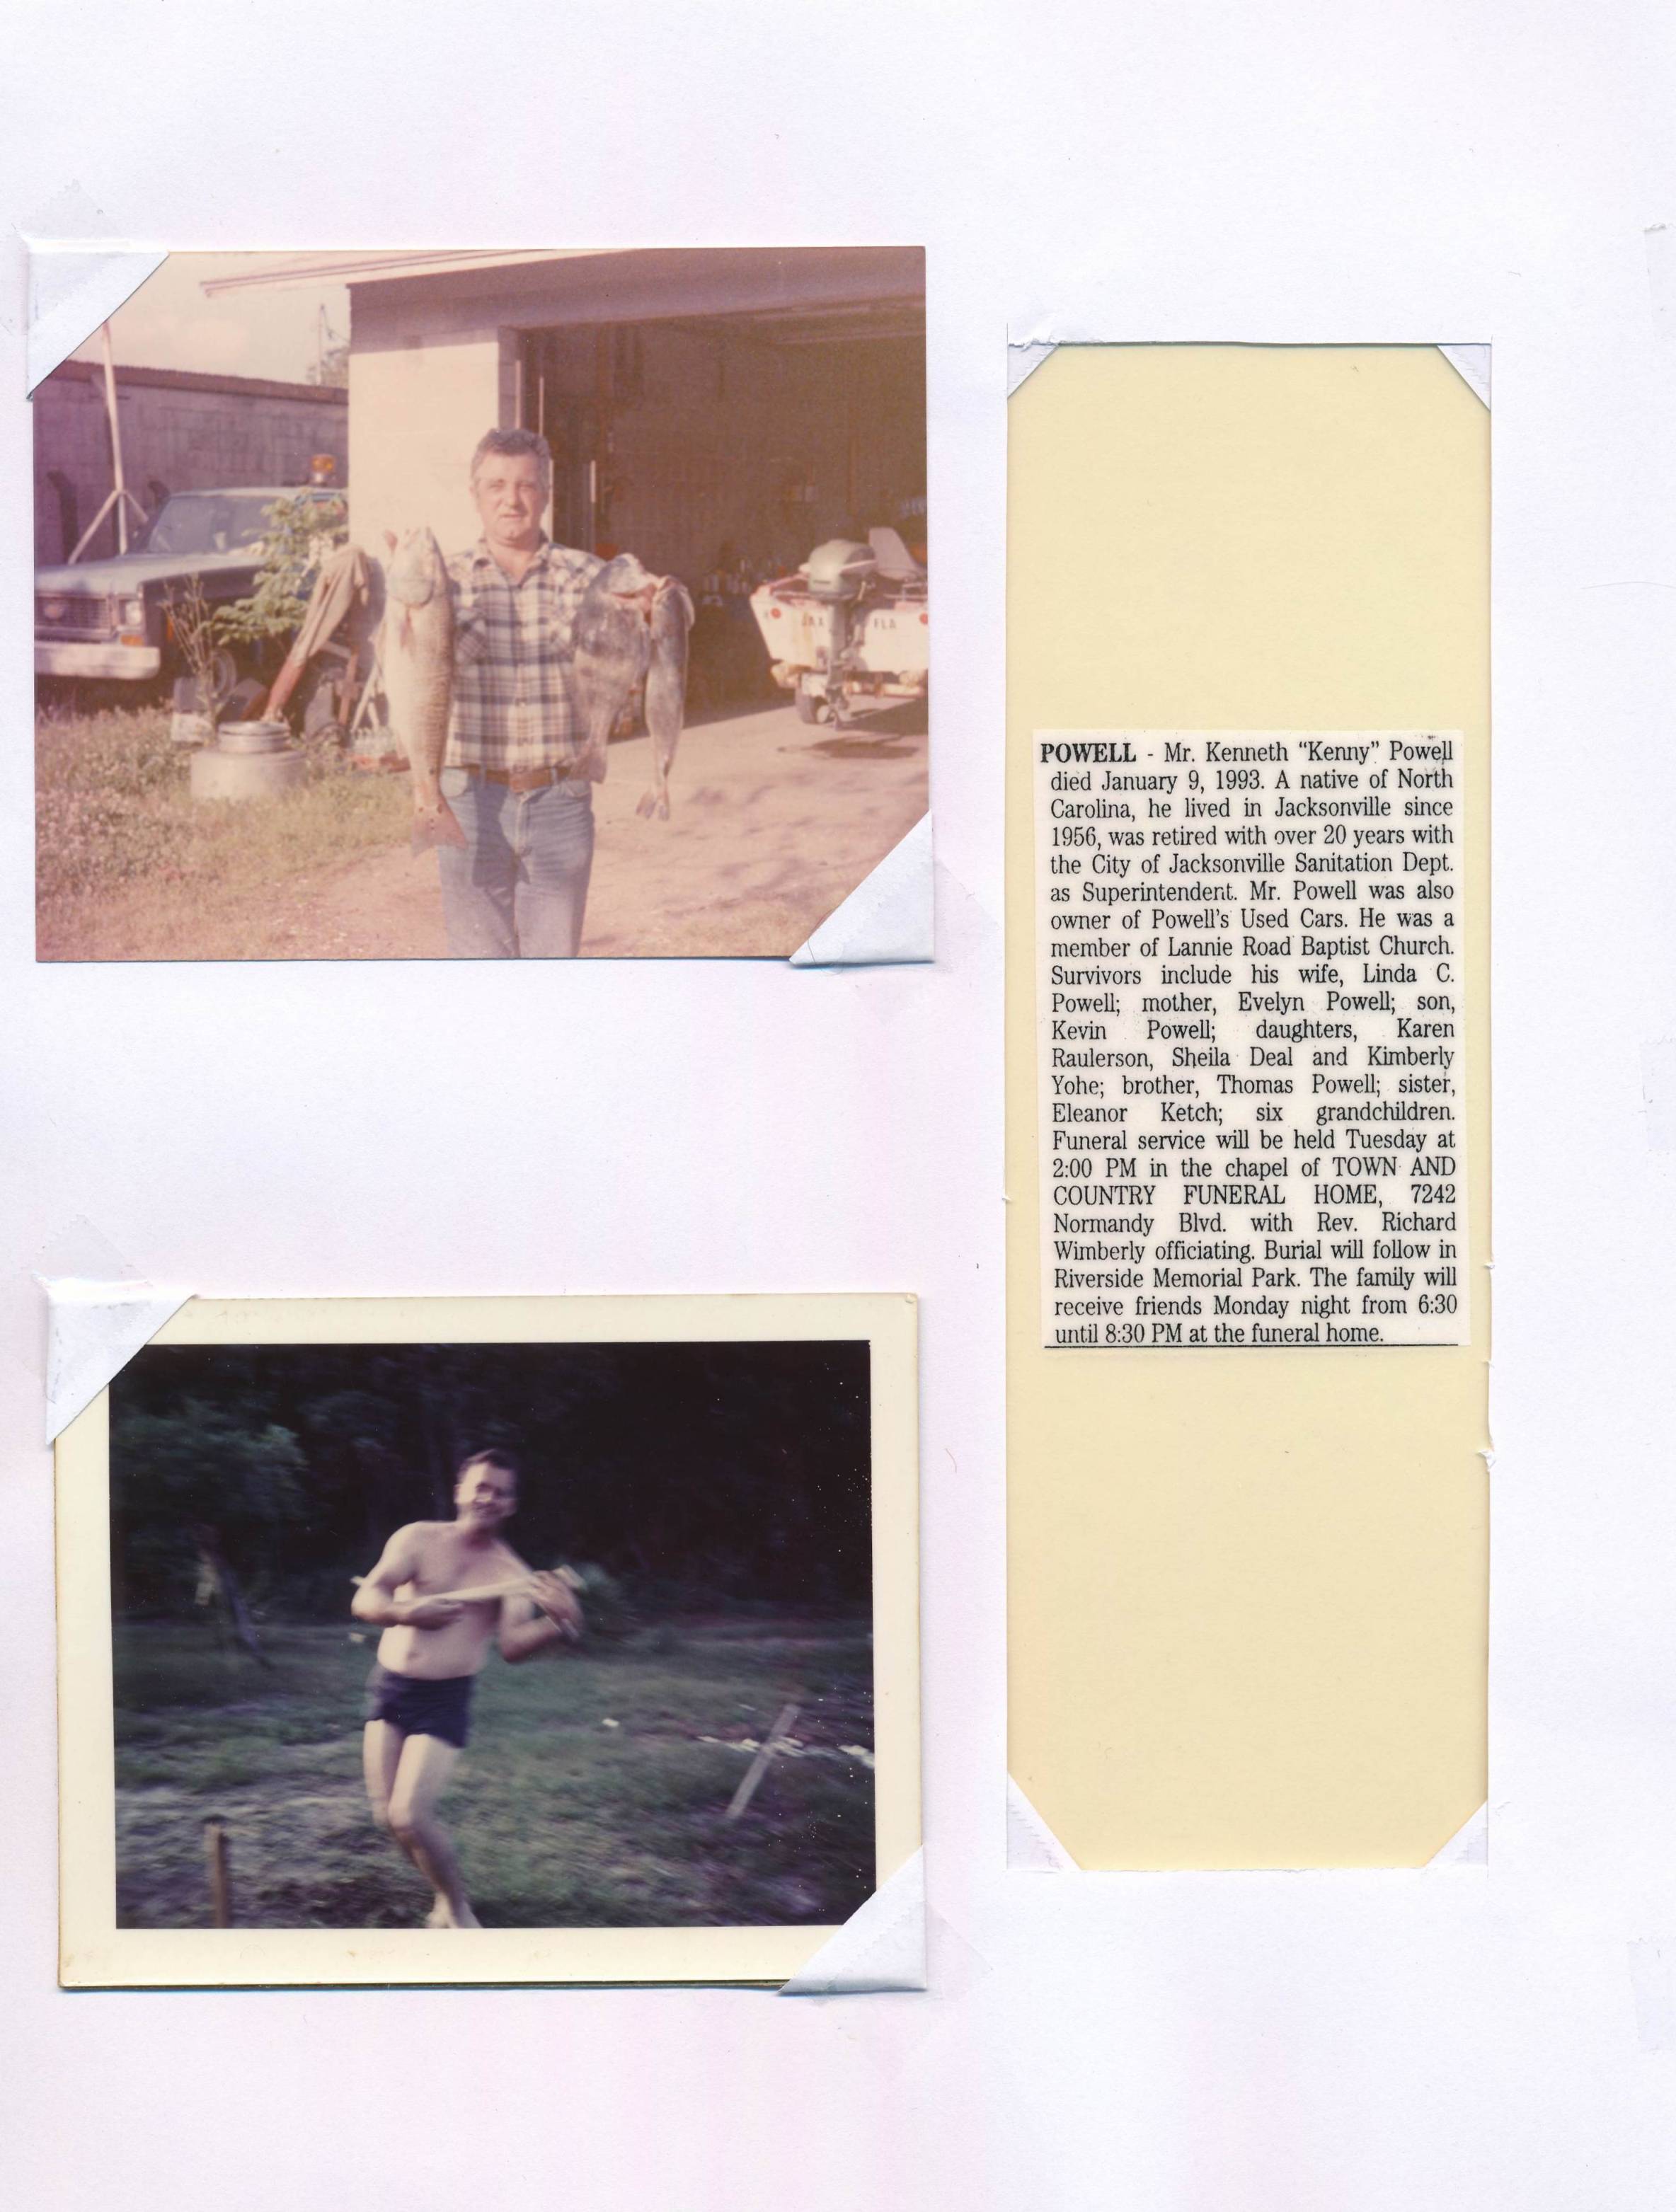 JAX FLA
POWELL - Mr. Kenneth “Kenny” Powell
died January 9, 1993. A native of North
Carolina, he lived in Jacksonville since
1956, was retired with over 20 years with
the City of Jacksonville Sanitation Dept.
as Superintendent. Mr. Powell was also
owner of Powell's Used Cars. He was a
member of Lannie Road Baptist Church.
Survivors include his wife, Linda C.
Powell; mother, Evelyn Powell; son,
Kevin Powell; daughters, Karen
Raulerson, Sheila Deal and Kimberly
Yohe; brother, Thomas Powell; sister,
Eleanor Ketch; six grandchildren.
Funeral service will be held Tuesday at
2:00 PM in the chapel of TOWN AND
COUNTRY FUNERAL HOME, 7242
Normandy Blvd. with Rev. Richard
Wimberly officiating. Burial will follow in
Riverside Memorial Park. The family will
receive friends Monday night from 6:30
until 8:30 PM at the funeral home.